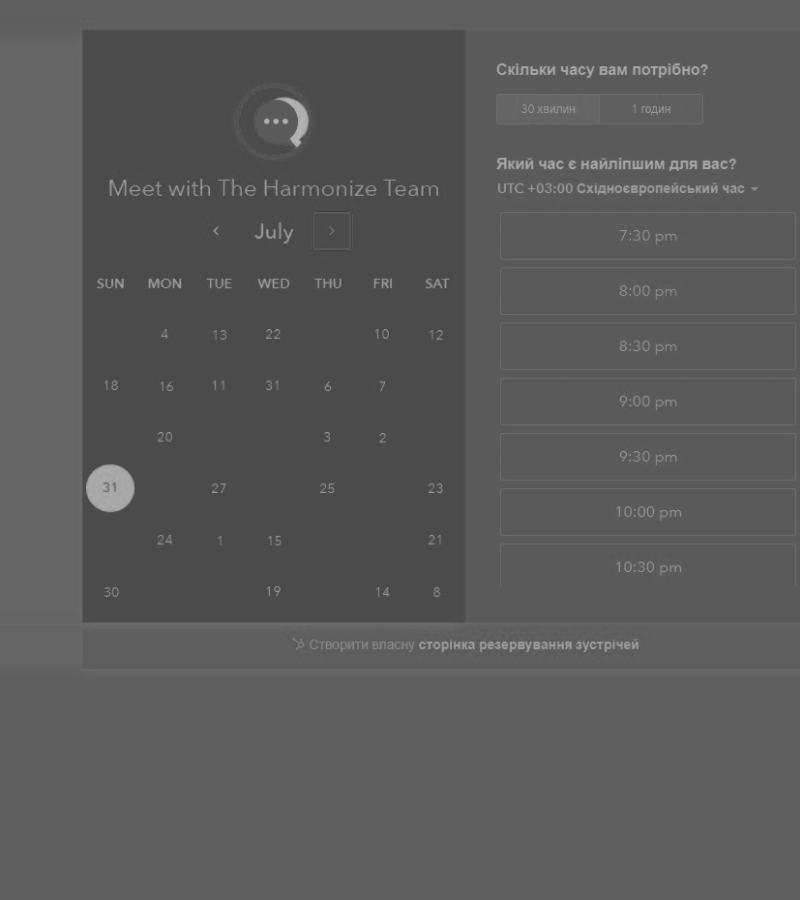 Meet with The Harmonize Team
July
SUN MON TUE WED THU FRI SAT
4 13 22 10 12
18 16 11 31 6 7
20 3 2
31 27 25 23
24 1 15 21
30 19 14 8
Скільки часу вам потрібно?
30 хвилин 1 годин
Який час є найліпшим для вас?
UTC +03:00 Східноєвропейський час
7:30 pm
8:00 pm
8:30 pm
9:00 pm
9:30 pm
10:00 pm
10:30 pm
Створити власну сторінка резервування зустрічей